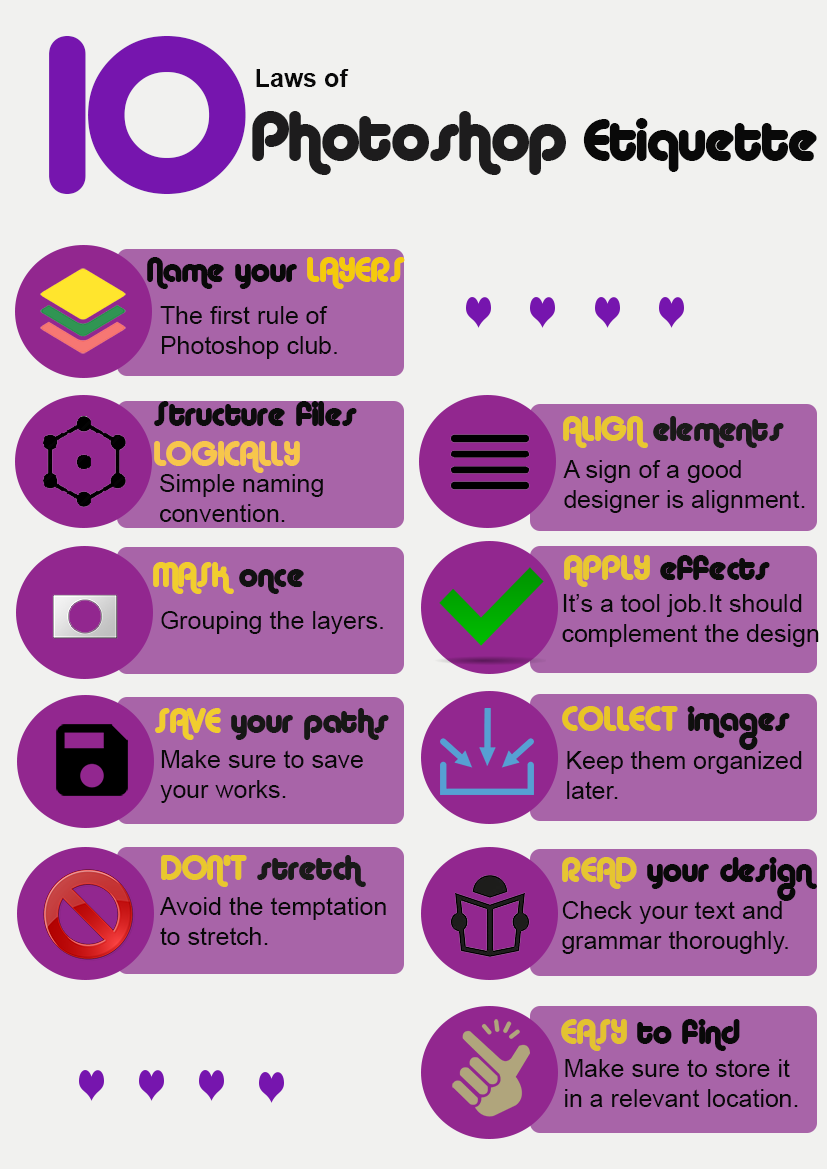 10
Laws of
Photoshop Etiquette
Name your LAYERS
The first rule of
Photoshop club.
Structure files
LOGICALLY
Simple naming
convention.
MASK once
Grouping the layers.
SAVE your paths
Make sure to save
your works.
DON'T stretch
Avoid the temptation
to stretch.
ALIGN elements
A sign of a good
designer is alignment.
APPLY effects
It’s a tool job.It should
complement the design
COLLECT images
Keep them organized
later.
READ your design
Check your text and
grammar thoroughly.
EASY to find
Make sure to store it
in a relevant location.